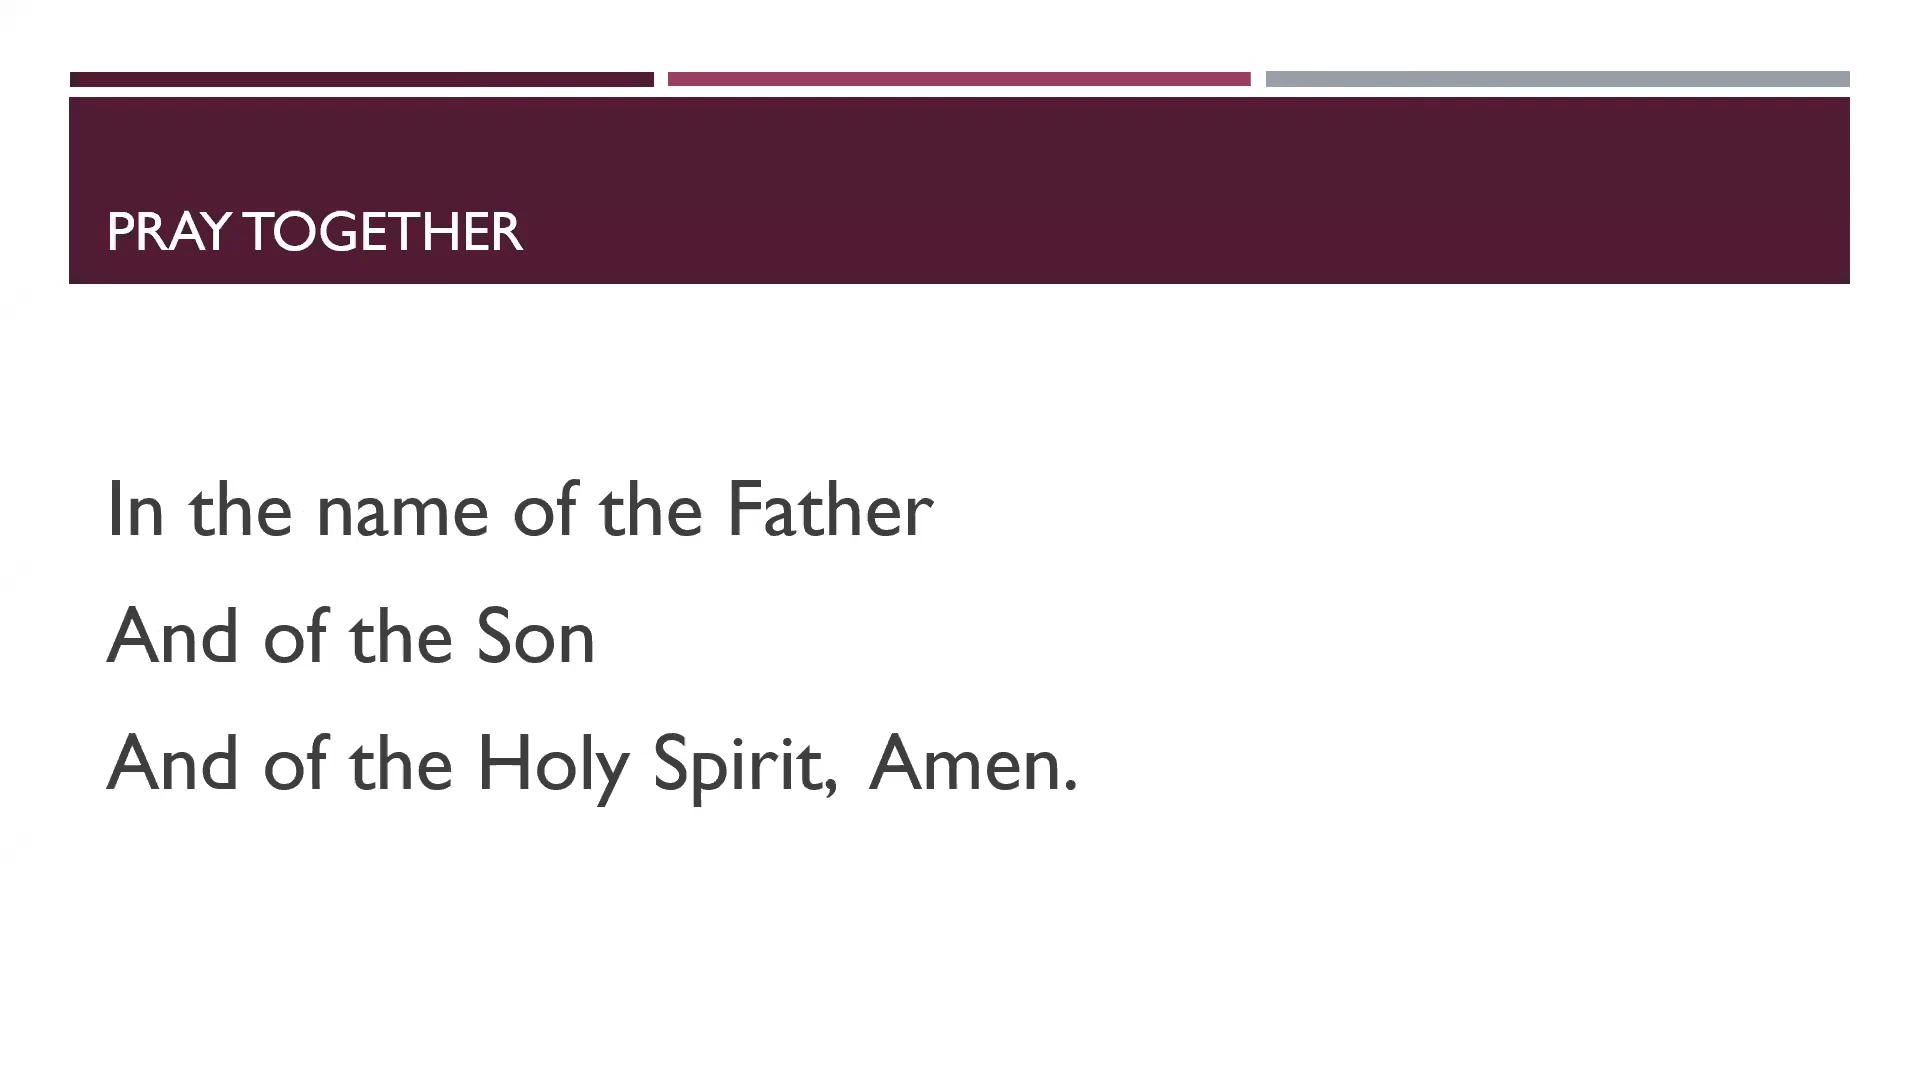 PRAY TOGETHER
In the name of the Father
And of the Son
And of the Holy Spirit, Amen.